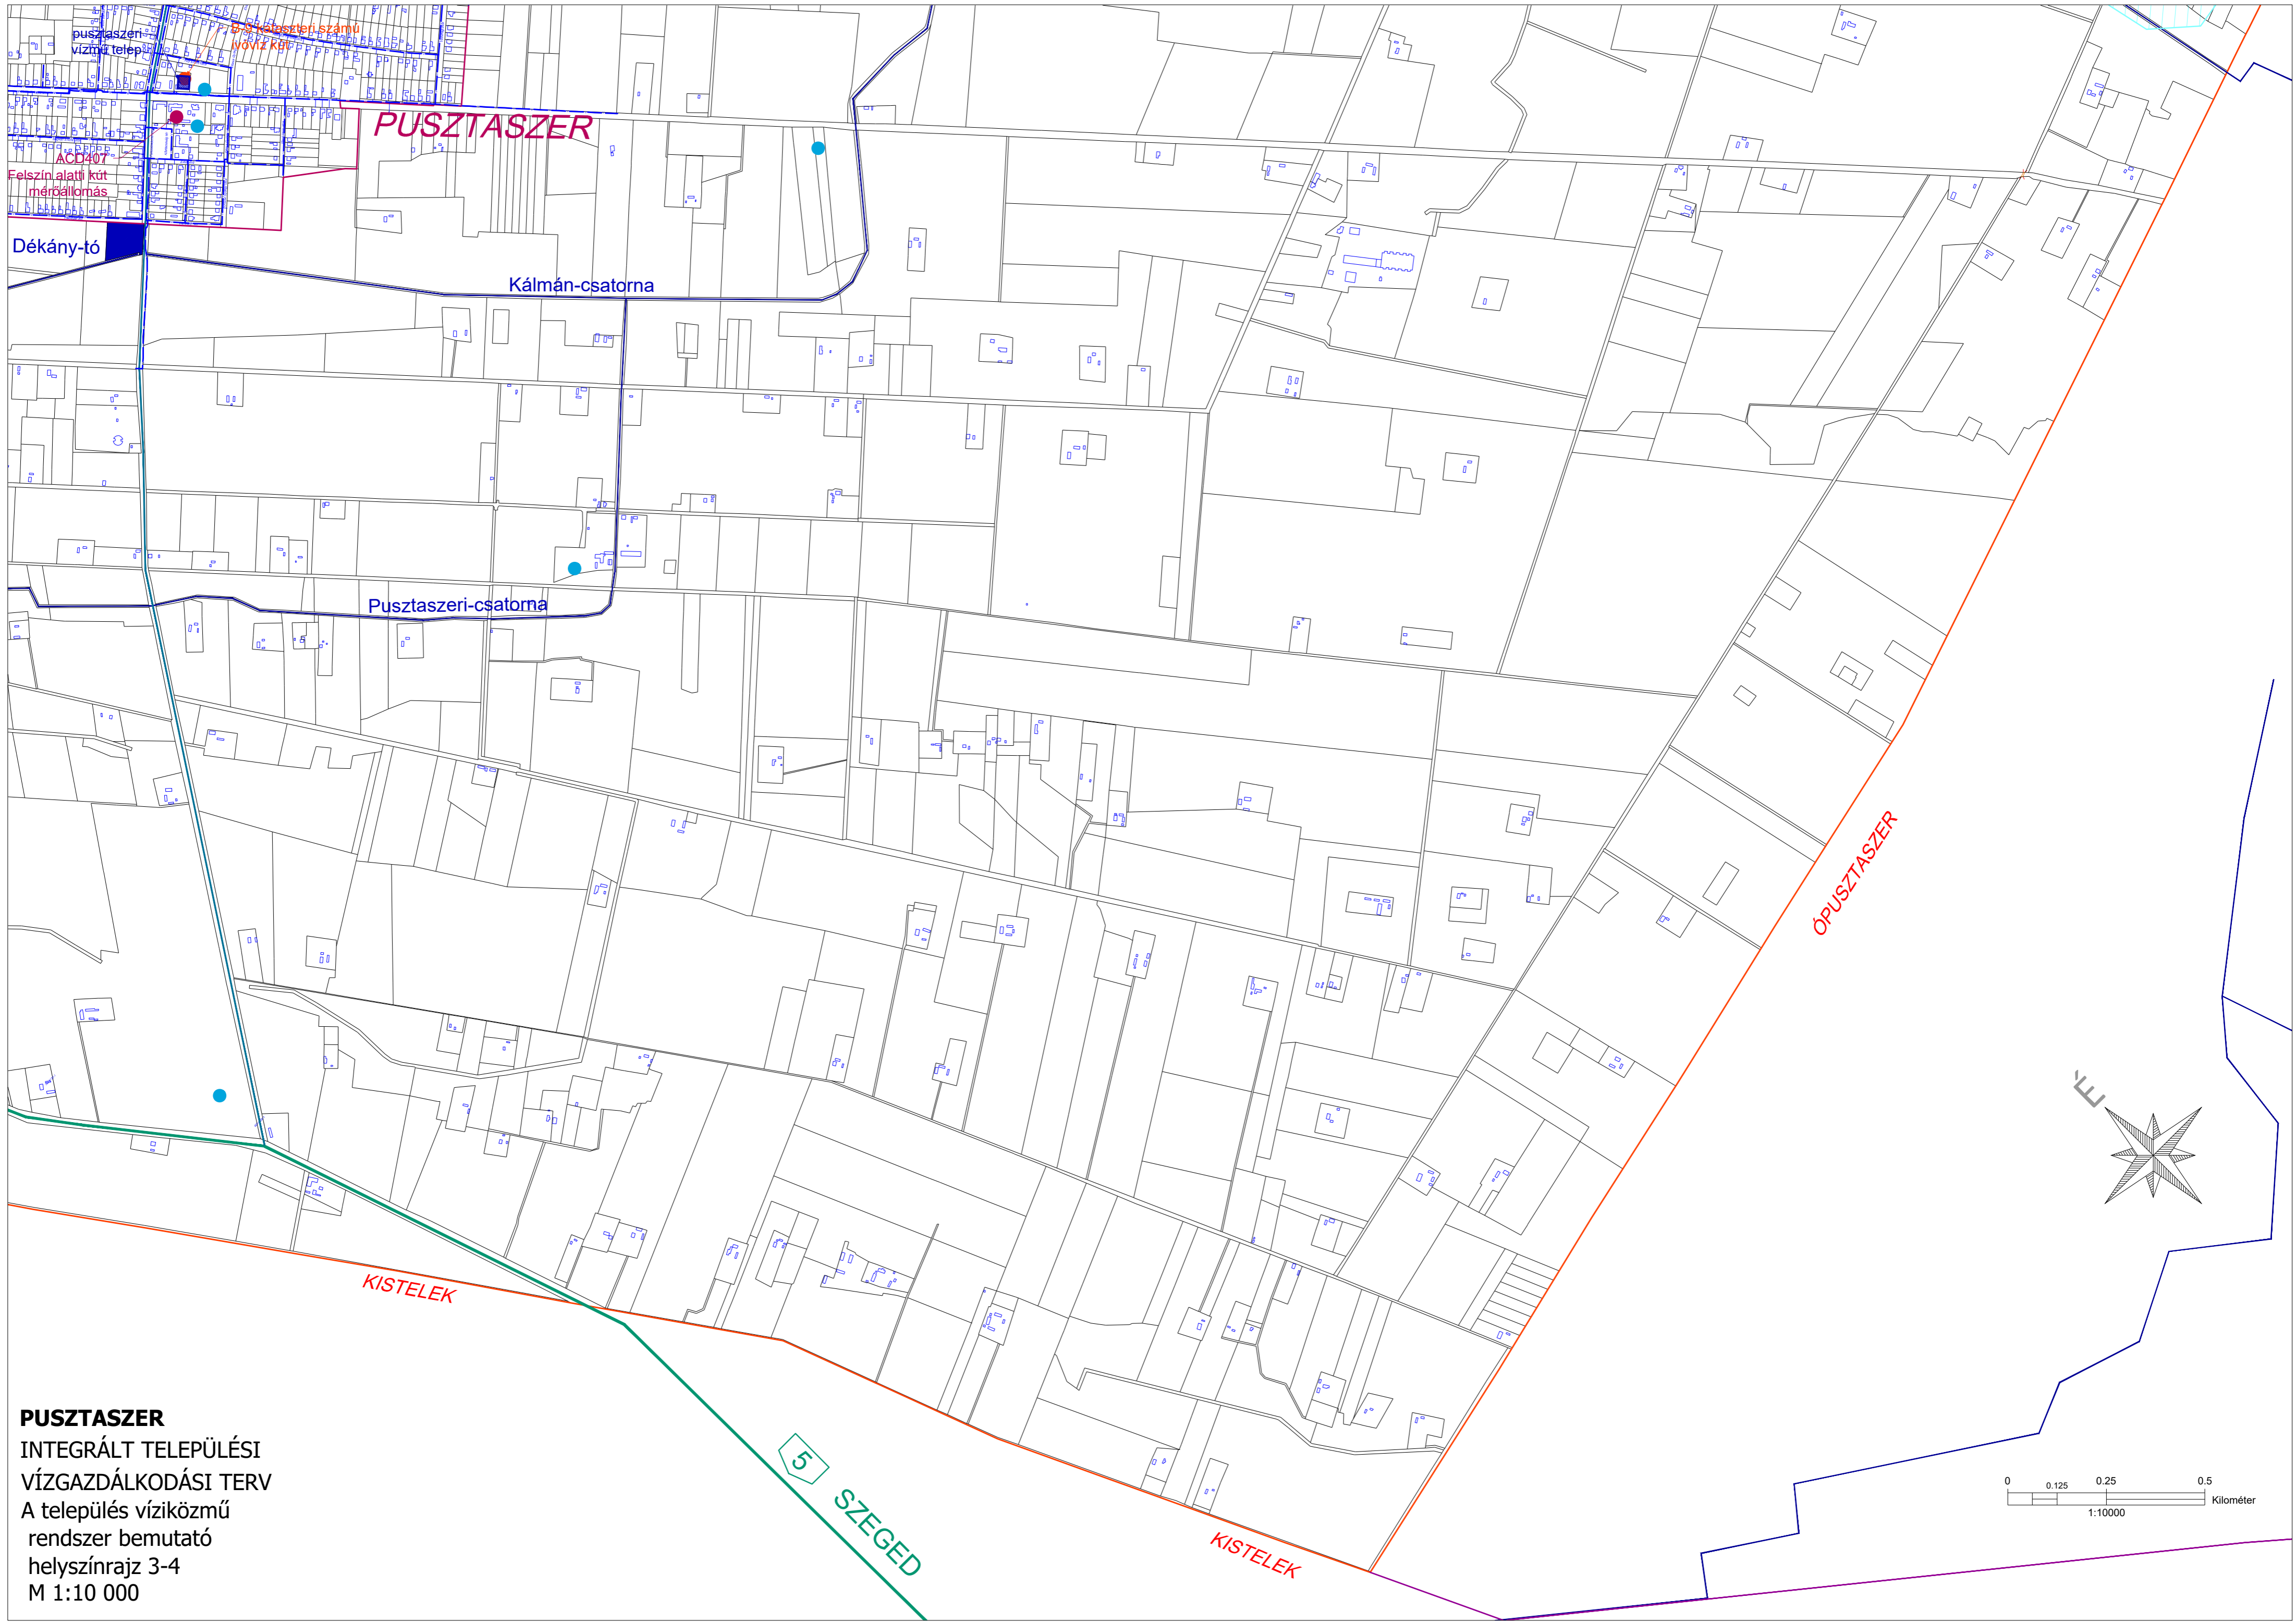 pusztaszeri
vízmű telep
B-8 kataszteri számú
ivóvíz kút
PUSZTASZER
ACD407
Felszín alatti kút
mérőállomás
Dékány-tó
Kálmán-csatorna
Pusztaszeri-csatorna
ÓPUSZTASZER
É
KISTELEK
5 SZEGED
KISTELEK
0 0.125 0.25 0.5
Kilométer
1:10000
PUSZTASZER
INTEGRÁLT TELEPÜLÉSI
VÍZGAZDÁLKODÁSI TERV
A település víziközmű
rendszer bemutató
helyszínrajz 3-4
M 1:10 000